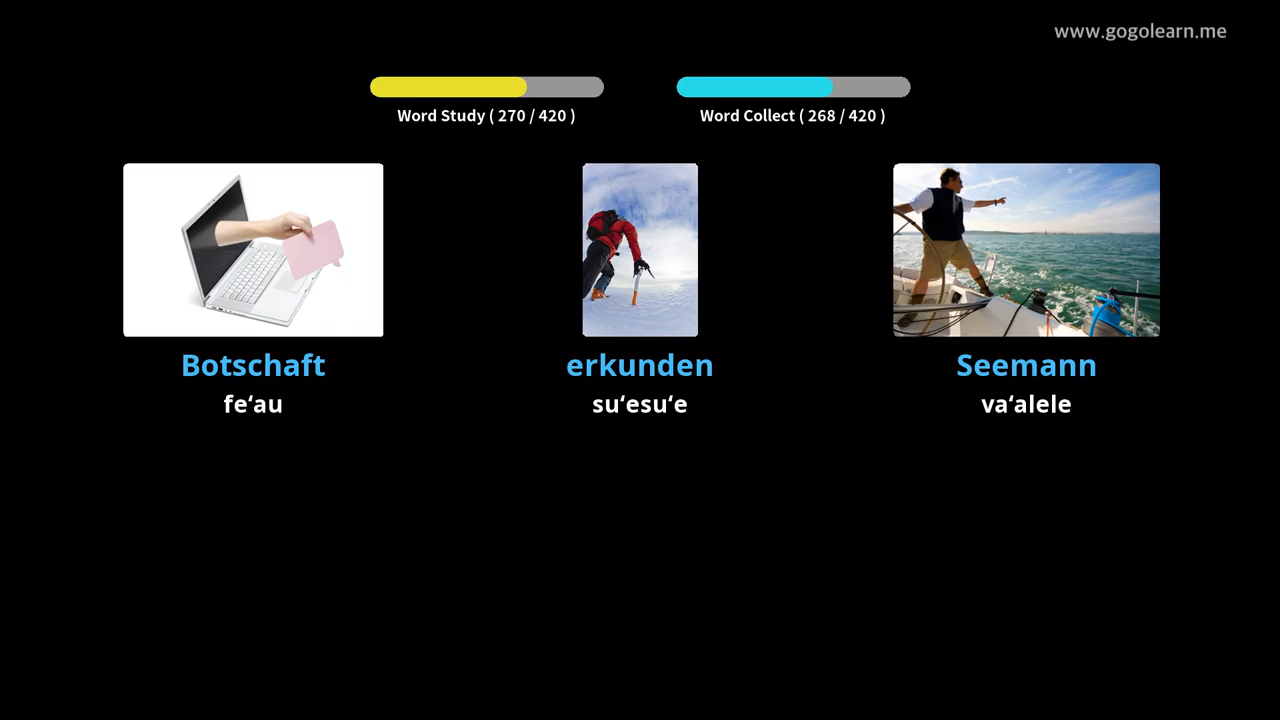 www.gogolearn.me
Word Study ( 270 / 420 )
Word Collect ( 268 / 420 )
Botschaft
erkunden
Seemann
fe‘au
su‘esu‘e
va‘alele